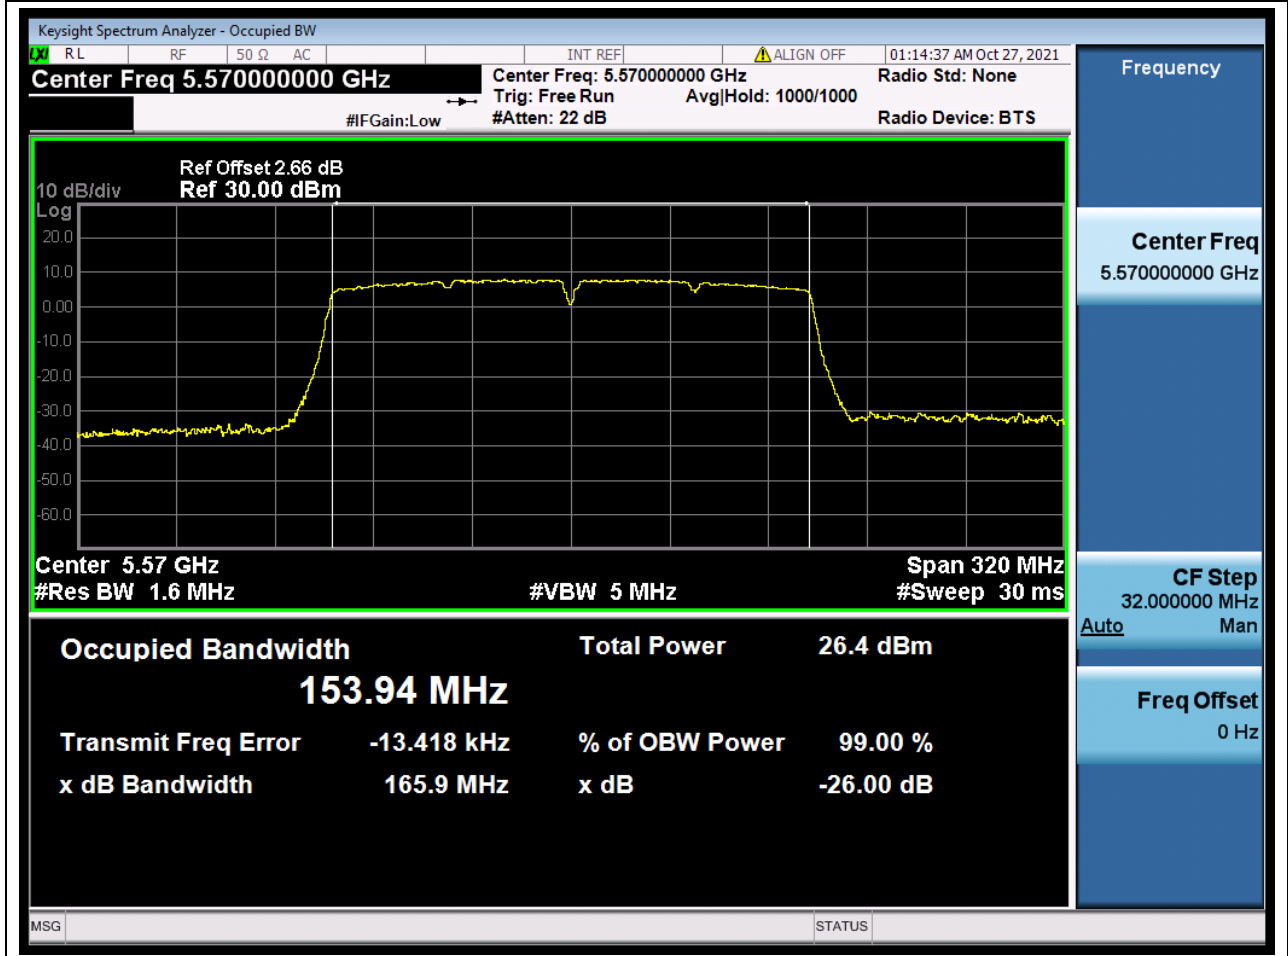 Keysight Spectrum Analyzer - Occupied BW
LXI RL RF 50 Ω AC INT REF ALIGN OFF 01:14:37 AM Oct 27, 2021
Center Freq 5.570000000 GHz
Center Freq: 5.570000000 GHz
Radio Std: None
Trig: Free Run Avg|Hold: 1000/1000
#IFGain:Low
#Atten: 22 dB
Radio Device: BTS
Ref Offset 2.66 dB
10 dB/div Ref 30.00 dBm
Log
20.0
10.0
0.00
-10.0
-20.0
-30.0
-40.0
-50.0
-60.0
Center 5.57 GHz Span 320 MHz
#Res BW 1.6 MHz #VBW 5 MHz #Sweep 30 ms
Occupied Bandwidth Total Power 26.4 dBm
153.94 MHz
Transmit Freq Error -13.418 kHz % of OBW Power 99.00 %
x dB Bandwidth 165.9 MHz x dB -26.00 dB
Frequency
Center Freq
5.570000000 GHz
CF Step
32.000000 MHz
Auto Man
Freq Offset
0 Hz
MSG STATUS